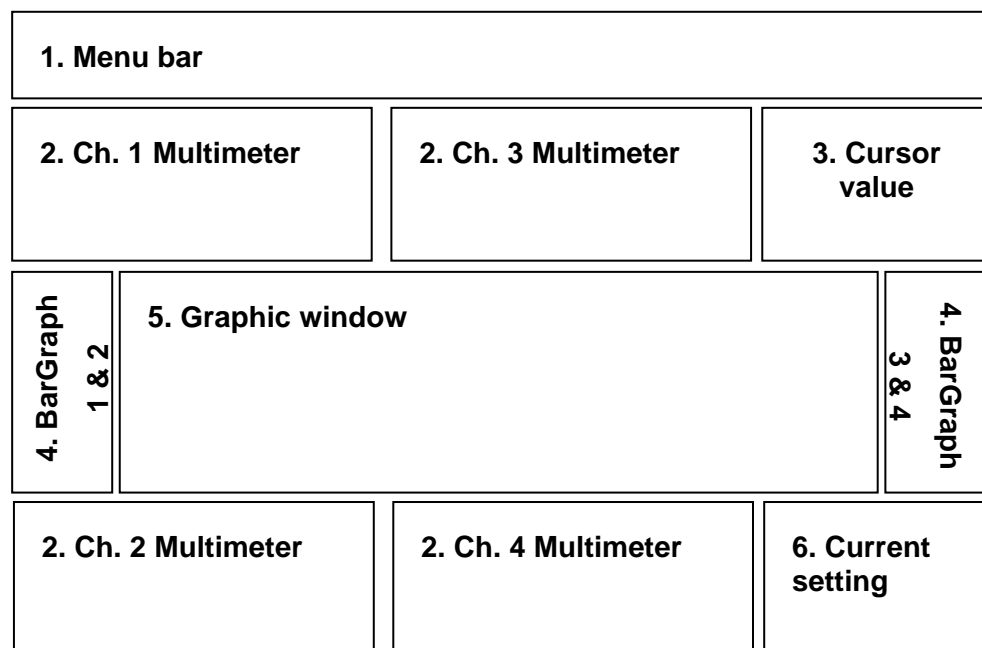 1. Menu bar
2. Ch. 1 Multimeter
2. Ch. 3 Multimeter
3. Cursor
value
4. BarGraph
1 & 2
5. Graphic window
4. BarGraph
3 & 4
2. Ch. 2 Multimeter
2. Ch. 4 Multimeter
6. Current
setting